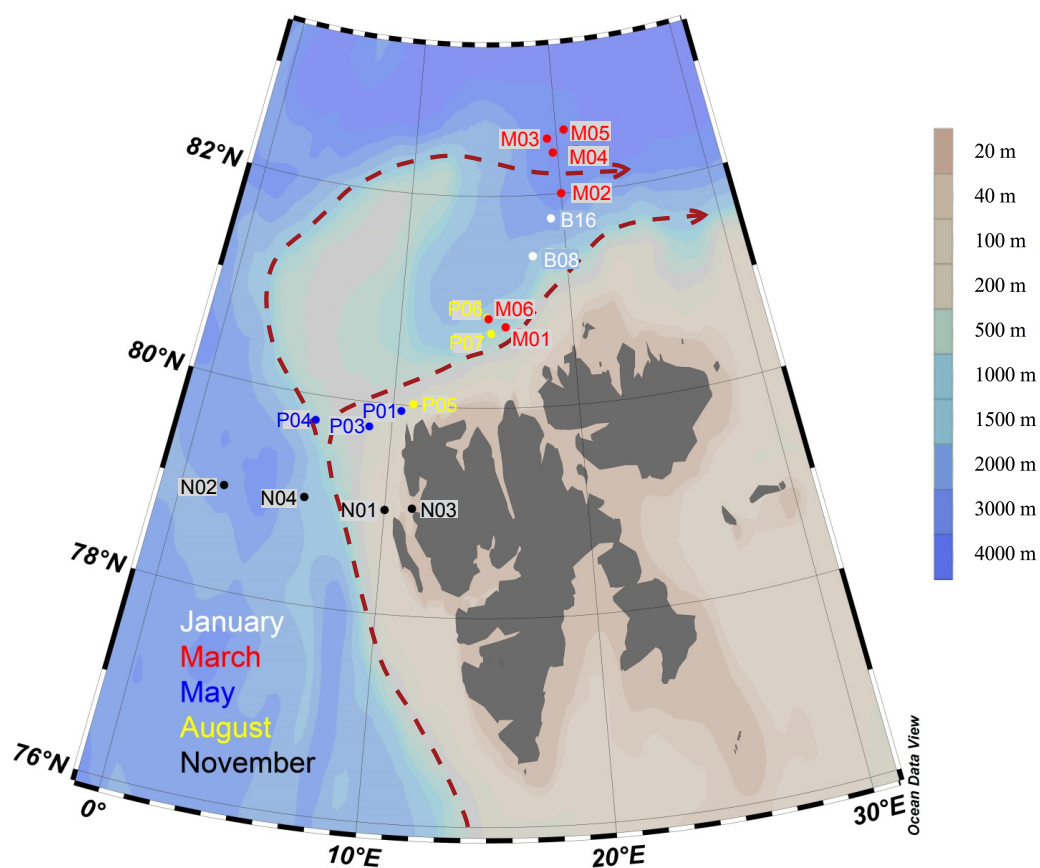 82°N
80°N
78°N
76°N
0°
10°E
20°E
30°E
M03
M05
M04
M02
B16
B08
P06
M06
P07
M01
P04
P03
P01
P05
N02
N04
N01
N03
January
March
May
August
November
20 m
40 m
100 m
200 m
500 m
1000 m
1500 m
2000 m
3000 m
4000 m
Ocean Data View